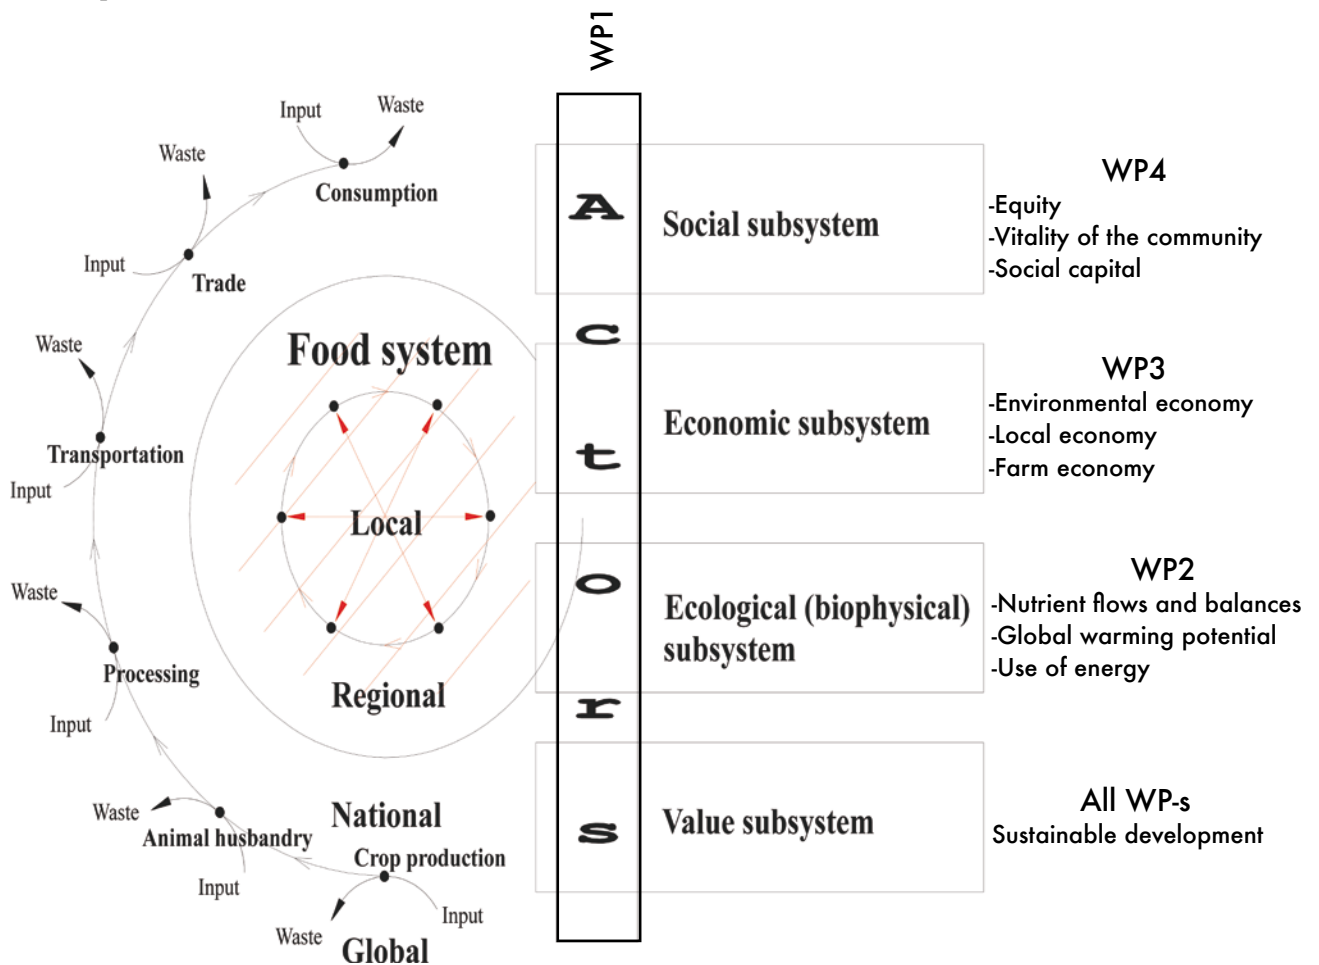 WP1
Input
Waste
Consumption
Waste
Input
Trade
Waste
Transportation
Input
Waste
Processing
Input
Waste
Animal husbandry
Input
Crop production
Waste
Input
Food system
Local
Regional
National
Global
Actors
Social subsystem
WP4
-Equity
-Vitality of the community
-Social capital
Economic subsystem
WP3
-Environmental economy
-Local economy
-Farm economy
Ecological (biophysical)
subsystem
WP2
-Nutrient flows and balances
-Global warming potential
-Use of energy
Value subsystem
All WP-s
Sustainable development